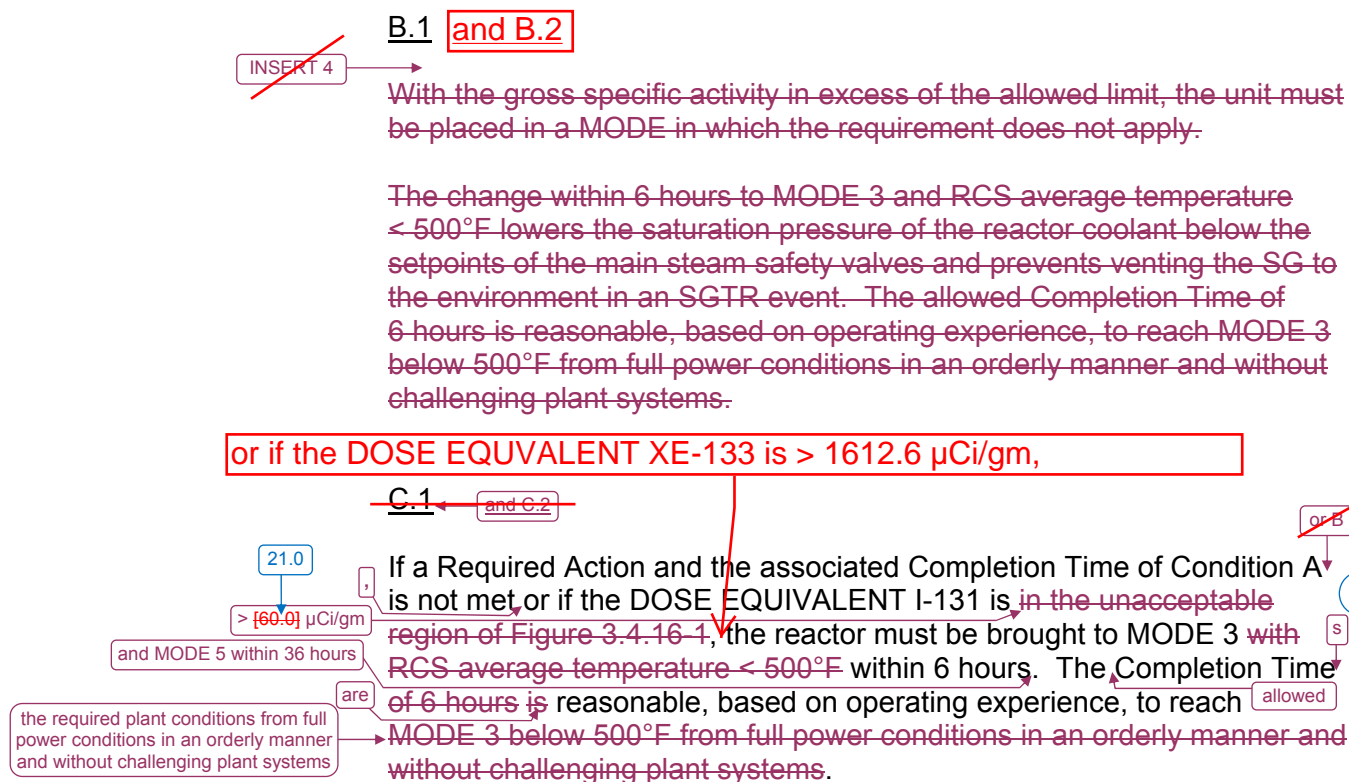 B.1 and B.2
INSERT 4
With the gross specific activity in excess of the allowed limit, the unit must
be placed in a MODE in which the requirement does not apply.
The change within 6 hours to MODE 3 and RCS average temperature
< 500°F lowers the saturation pressure of the reactor coolant below the
setpoints of the main steam safety valves and prevents venting the SG to
the environment in an SGTR event.  The allowed Completion Time of
6 hours is reasonable, based on operating experience, to reach MODE 3
below 500°F from full power conditions in an orderly manner and without
challenging plant systems.
or if the DOSE EQUVALENT XE-133 is > 1612.6 µCi/gm,
C.1 and C.2
or B
21.0
,
If a Required Action and the associated Completion Time of Condition A
is not met or if the DOSE EQUIVALENT I-131 is in the unacceptable
> [60.0] µCi/gm
region of Figure 3.4.16-1, the reactor must be brought to MODE 3 with
s
and MODE 5 within 36 hours
RCS average temperature < 500°F within 6 hours.  The Completion Time
are
of 6 hours is reasonable, based on operating experience, to reach
allowed
the required plant conditions from full
power conditions in an orderly manner
and without challenging plant systems
MODE 3 below 500°F from full power conditions in an orderly manner and
without challenging plant systems.